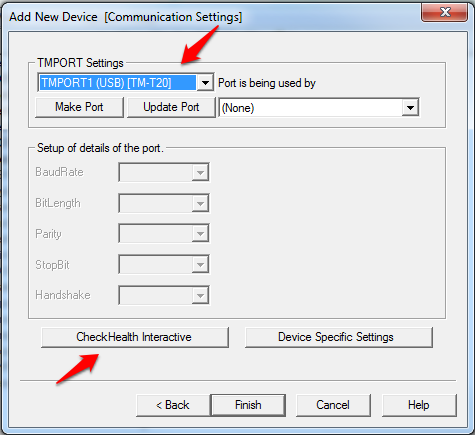 Add New Device  [Communication Settings]
TMPORT Settings
TMPORT1 (USB) [TM-T20] Port is being used by
Make Port Update Port (None)
Setup of details of the port.
BaudRate
BitLength
Parity
StopBit
Handshake
CheckHealth Interactive Device Specific Settings
< Back Finish Cancel Help